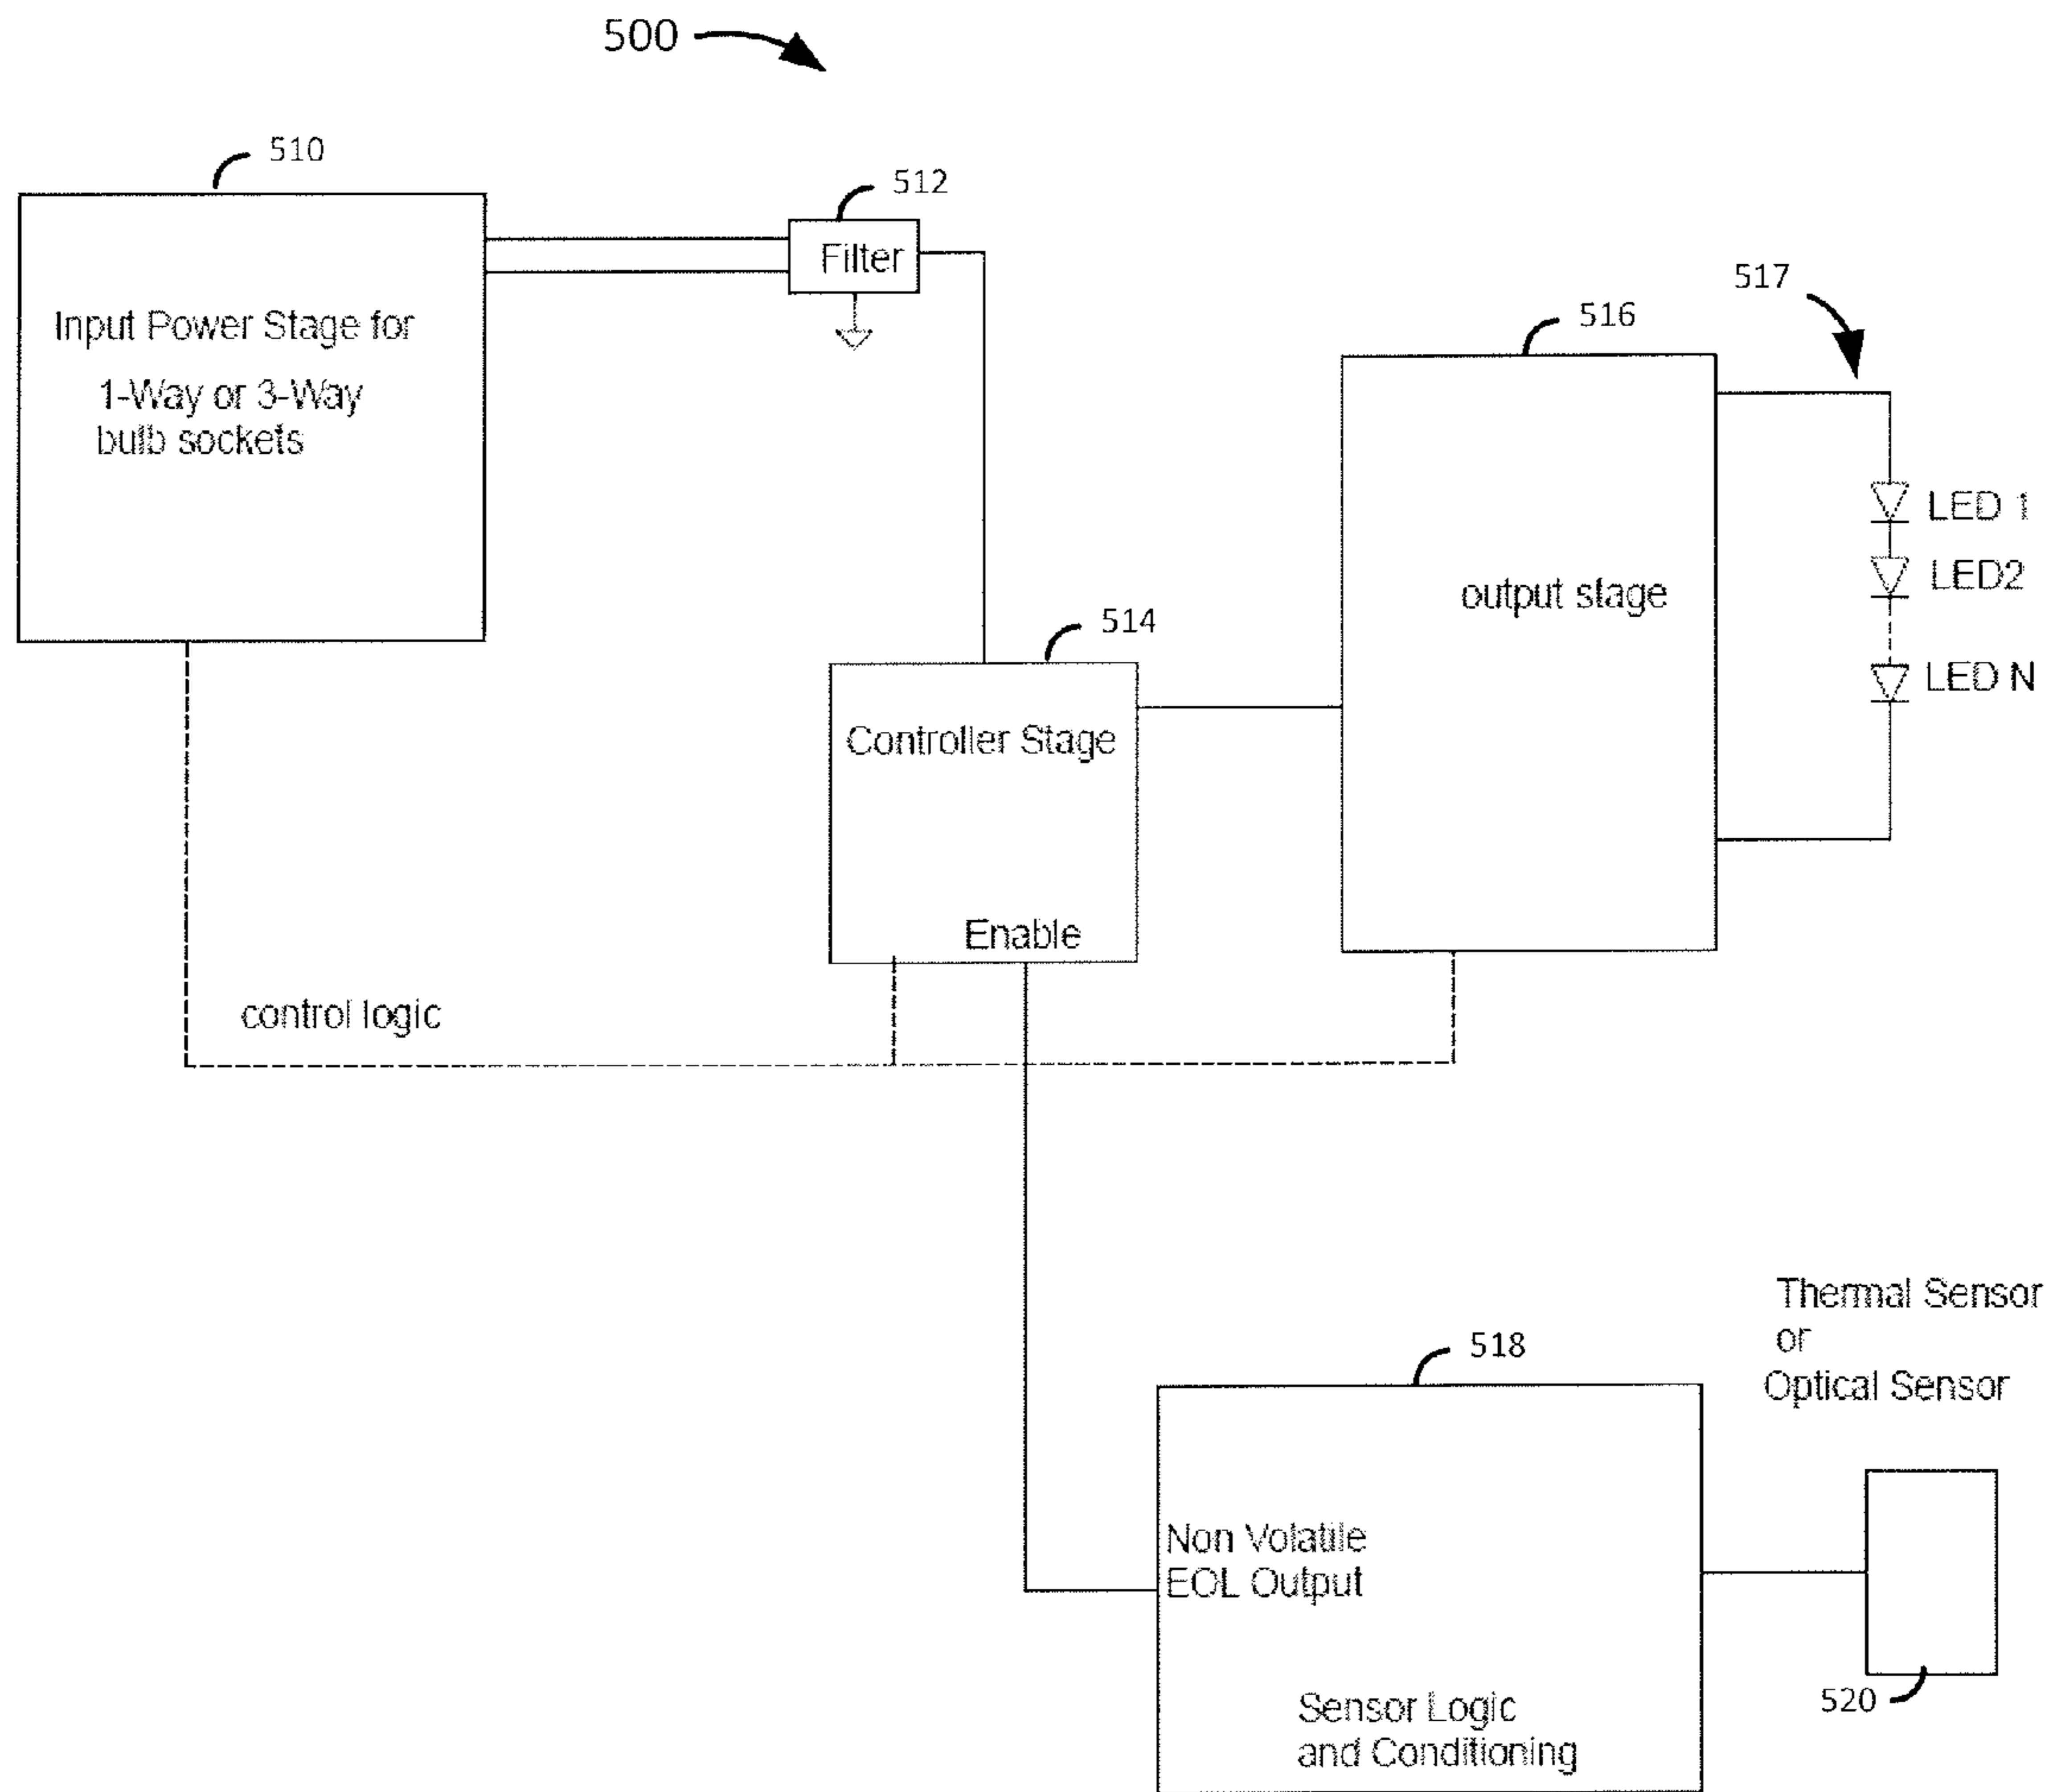 500
510
512
Filter
Input Power Stage for
1-Way or 3-Way
bulb sockets
517
516
LED 1
LED2
LED N
output stage
514
Controller Stage
Enable
control logic
Thermal Sensor
or
Optical Sensor
518
Non Volatile
EOL Output
520
Sensor Logic
and Conditioning